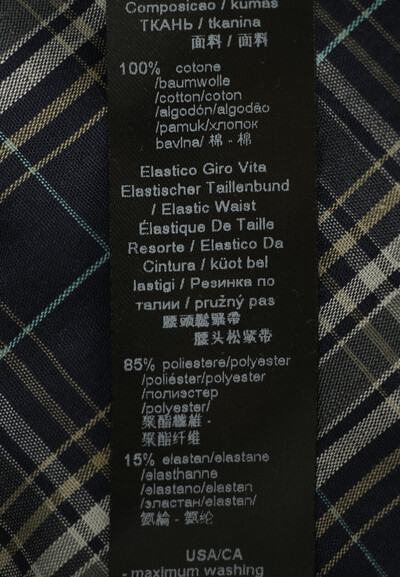 Composicao / kumas
ТКАНЬ / tkanina
面料 / 面料
100% cotone
/baumwolle
/cotton/coton
/algodón/algodão
/pamuk/хлопок
bavlna/ 棉 - 棉
Elastico Giro Vita
Elastischer Taillenbund
/ Elastic Waist
Élastique De Taille
Resorte / Elastico Da
Cintura / küot bel
lastigi / Резинка по
талии / pružný pas
腰頭鬆緊帶
腰头松紧带
85% poliestere/polyester
/poliéster/polyester
/полиэстер
/polyester/
聚酯纖維 -
聚酯纤维
15% elastan/elastane
/elasthanne
/elastano/elastan
/эластан/elastan/
氨綸 - 氨纶
USA/CA
- maximum washing